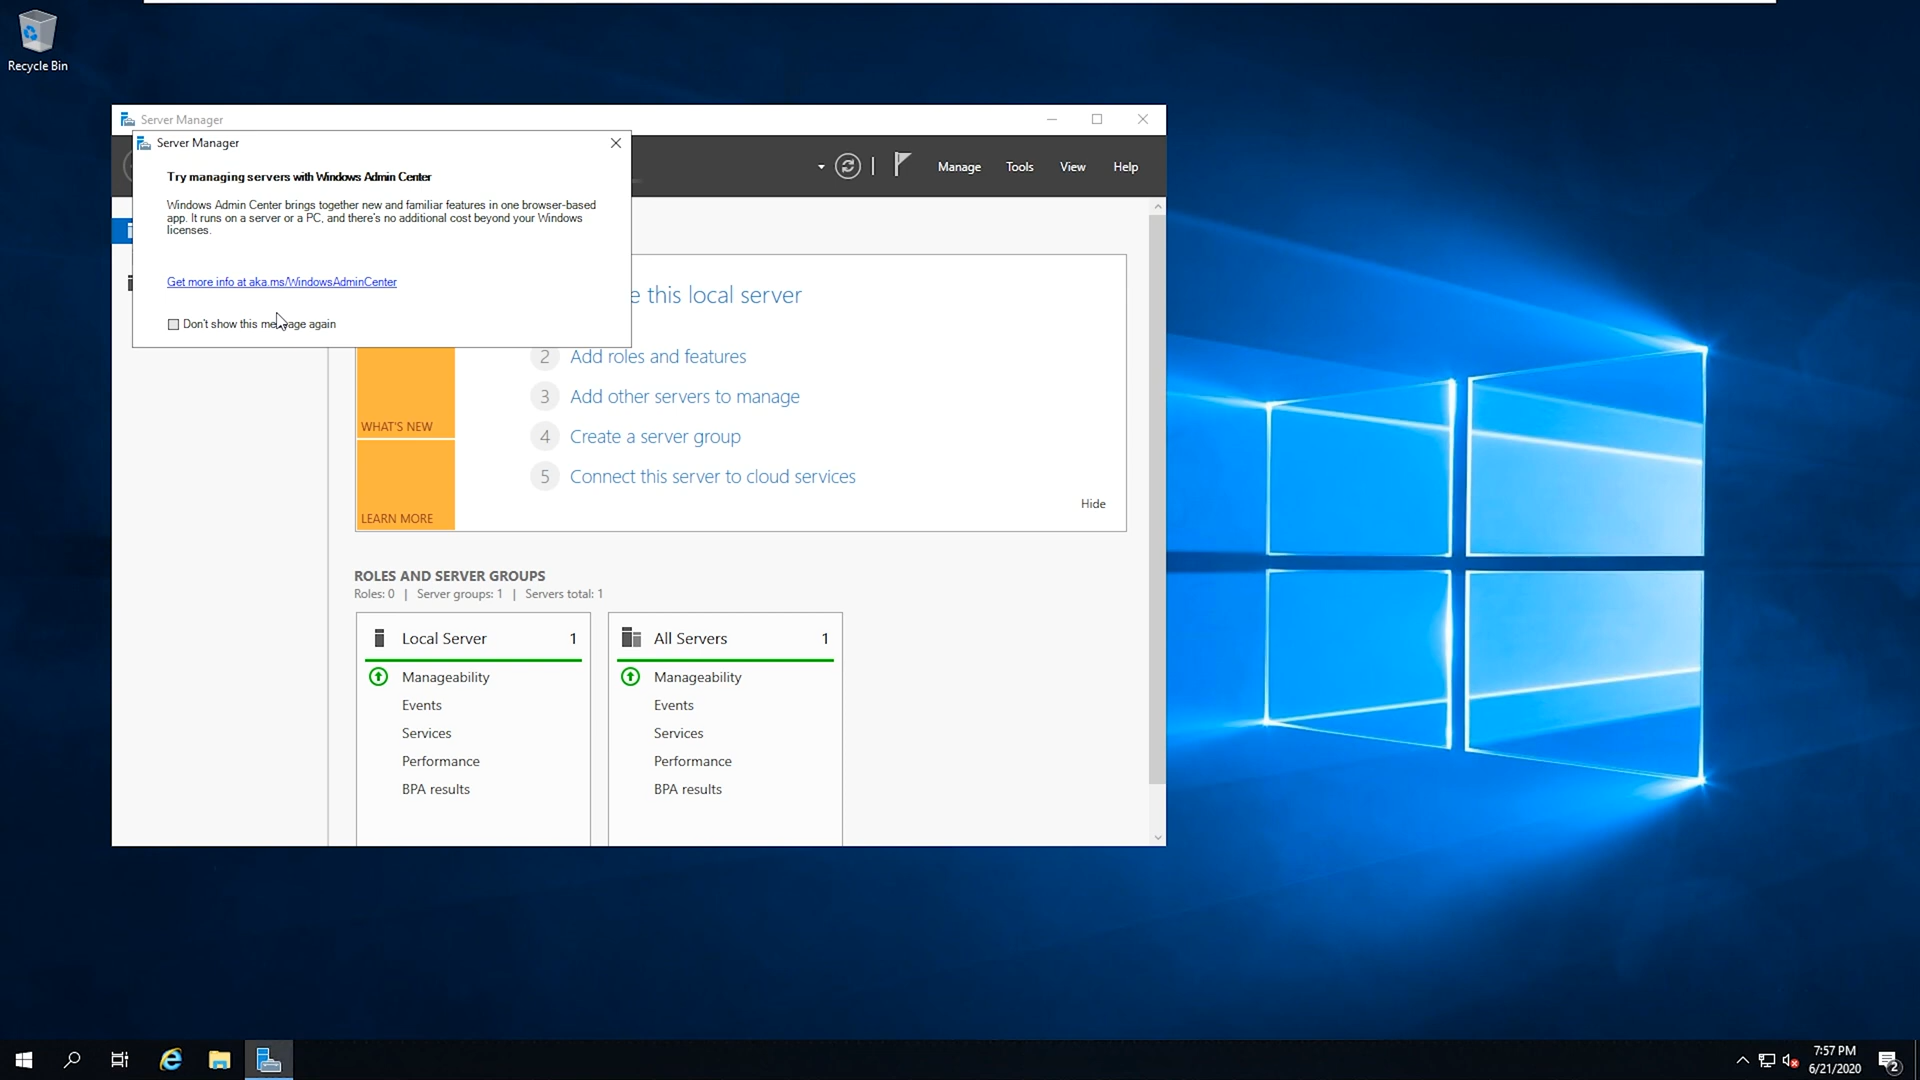 Recycle Bin
Server Manager
Server Manager
Try managing servers with Windows Admin Center
Windows Admin Center brings together new and familiar features in one browser-based
app. It runs on a server or a PC, and there's no additional cost beyond your Windows
licenses.
Get more info at aka.ms/WindowsAdminCenter
Don't show this message again
Manage Tools View Help
e this local server
2 Add roles and features
3 Add other servers to manage
4 Create a server group
5 Connect this server to cloud services
WHAT'S NEW
LEARN MORE
Hide
ROLES AND SERVER GROUPS
Roles: 0 | Server groups: 1 | Servers total: 1
Local Server 1
Manageability
Events
Services
Performance
BPA results
All Servers 1
Manageability
Events
Services
Performance
BPA results
7:57 PM
6/21/2020
2